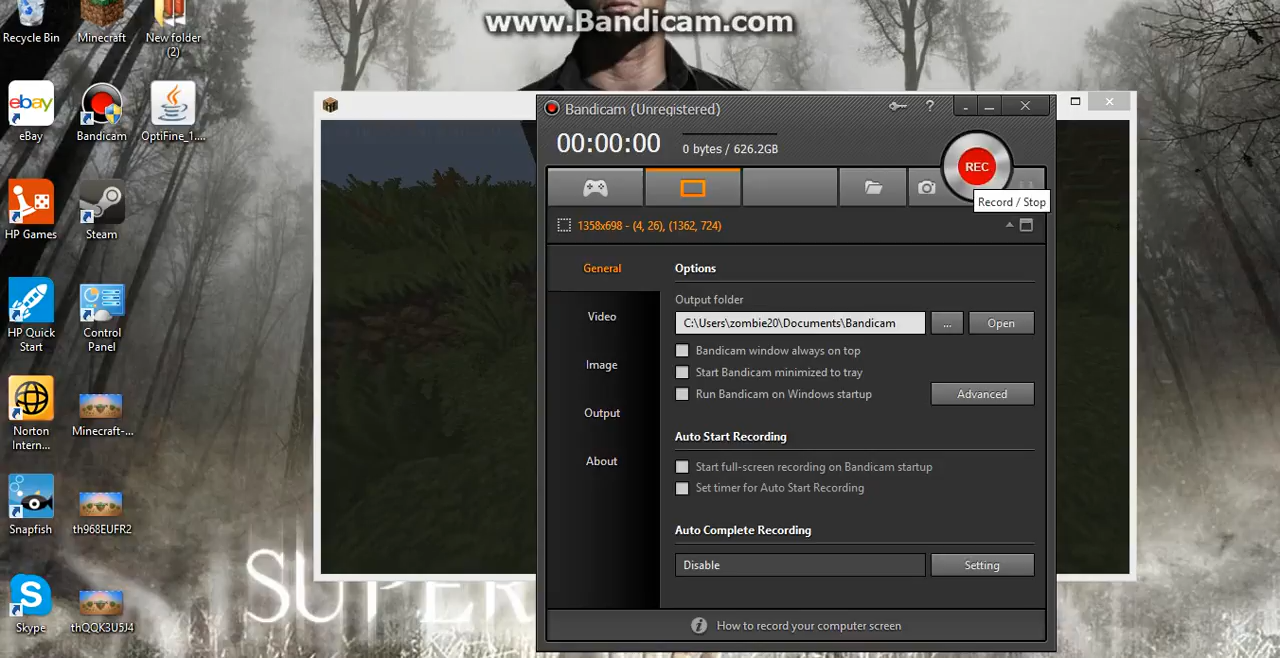 www.Bandicam.com
Recycle Bin
Minecraft
New folder
(2)
ebay
eBay
Bandicam
OptiFine_1....
HP Games
Steam
HP Quick
Start
Control
Panel
Norton
Intern...
Minecraft-...
Snapfish
th968EUFR2
S
Skype
thQQK3U5J4
SUPER
Bandicam (Unregistered)
?
00:00:00
0 bytes / 626.2GB
REC
Record / Stop
1358x698 - (4, 26), (1362, 724)
General
Video
Image
Output
About
Options
Output folder
C:\Users\zombie20\Documents\Bandicam
...
Open
Bandicam window always on top
Start Bandicam minimized to tray
Run Bandicam on Windows startup
Advanced
Auto Start Recording
Start full-screen recording on Bandicam startup
Set timer for Auto Start Recording
Auto Complete Recording
Disable
Setting
How to record your computer screen